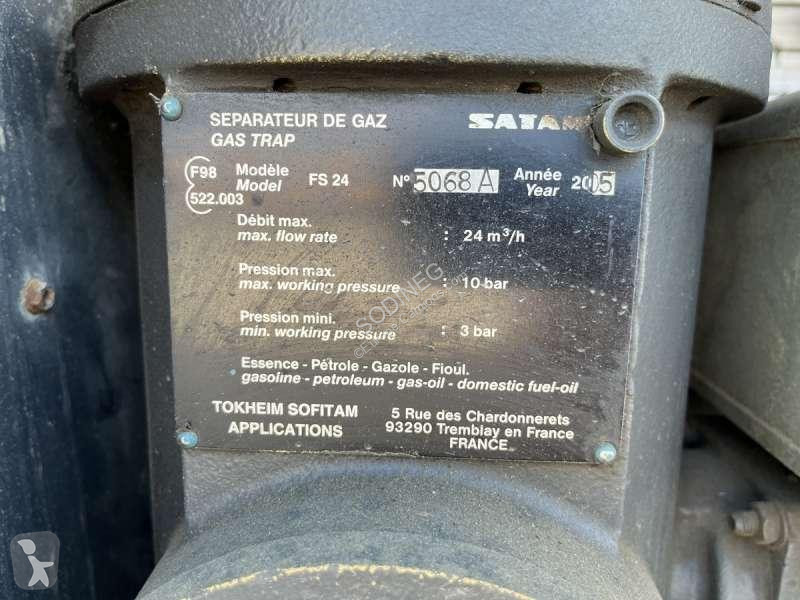 SEPARATEUR DE GAZ SATAM
GAS TRAP
F98 Modèle FS 24 N° 5068 A Année 2005
522.003 Model Year
Débit max.
max. flow rate : 24 m³/h
Pression max.
max. working pressure : 10 bar
Pression mini.
min. working pressure : 3 bar
Essence - Pétrole - Gazole - Fioul.
gasoline - petroleum - gas-oil - domestic fuel-oil
TOKHEIM SOFITAM
APPLICATIONS
5 Rue des Chardonnerets
93290 Tremblay en France
FRANCE
SODINEG